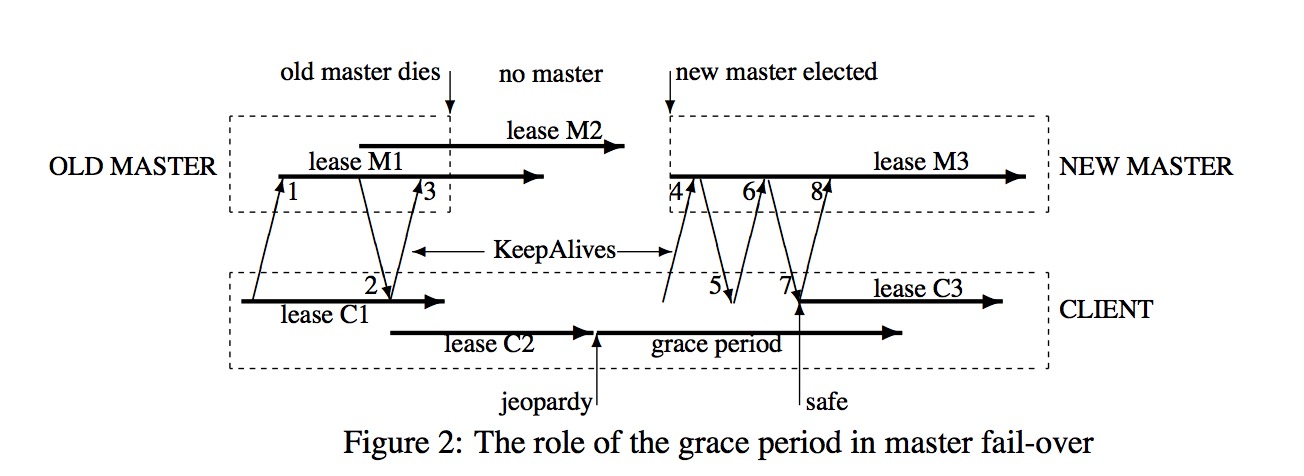 old master dies
no master
new master elected
lease M2
OLD MASTER
lease M1
lease M3
NEW MASTER
1
3
4
6
8
KeepAlives
2
5
7
lease C3
lease C1
CLIENT
lease C2
grace period
jeopardy
safe
Figure 2: The role of the grace period in master fail-over